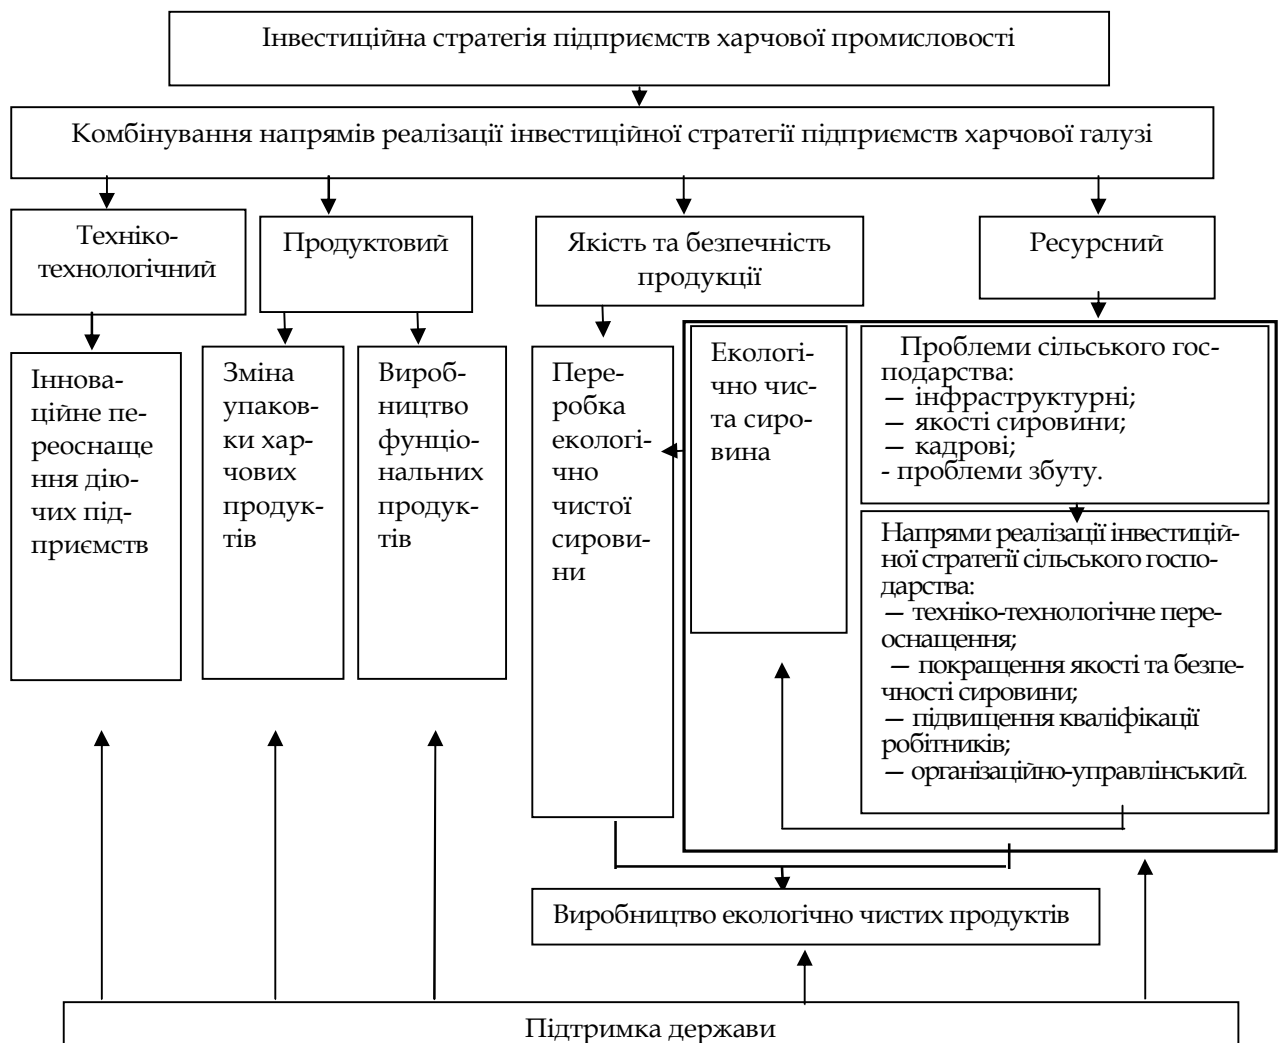 Інвестиційна стратегія підприємств харчової промисловості
Комбінування напрямів реалізації інвестиційної стратегії підприємств харчової галузі
Техніко-
технологічний
Продуктовий
Якість та безпечність
продукції
Ресурсний
Іннова-
ційне пе-
реоснаще
ння дію-
чих під-
приємств
Зміна
упаков-
ки хар-
чових
продук-
тів
Вироб-
ництво
фунціо-
нальних
продук-
тів
Пере-
робка
екологі-
чно
чистої
сирови-
ни
Екологі-
чно чис-
та сиро-
вина
Проблеми сільського гос-
подарства:
— інфраструктурні;
— якості сировини;
— кадрові;
- проблеми збуту.
Напрями реалізації інвестицій-
ної стратегії сільського госпо-
дарства:
— техніко-технологічне пере-
оснащення;
— покращення якості та безпе-
чності сировини;
— підвищення кваліфікації
робітників;
— організаційно-управлінський.
Виробництво екологічно чистих продуктів
Підтримка держави